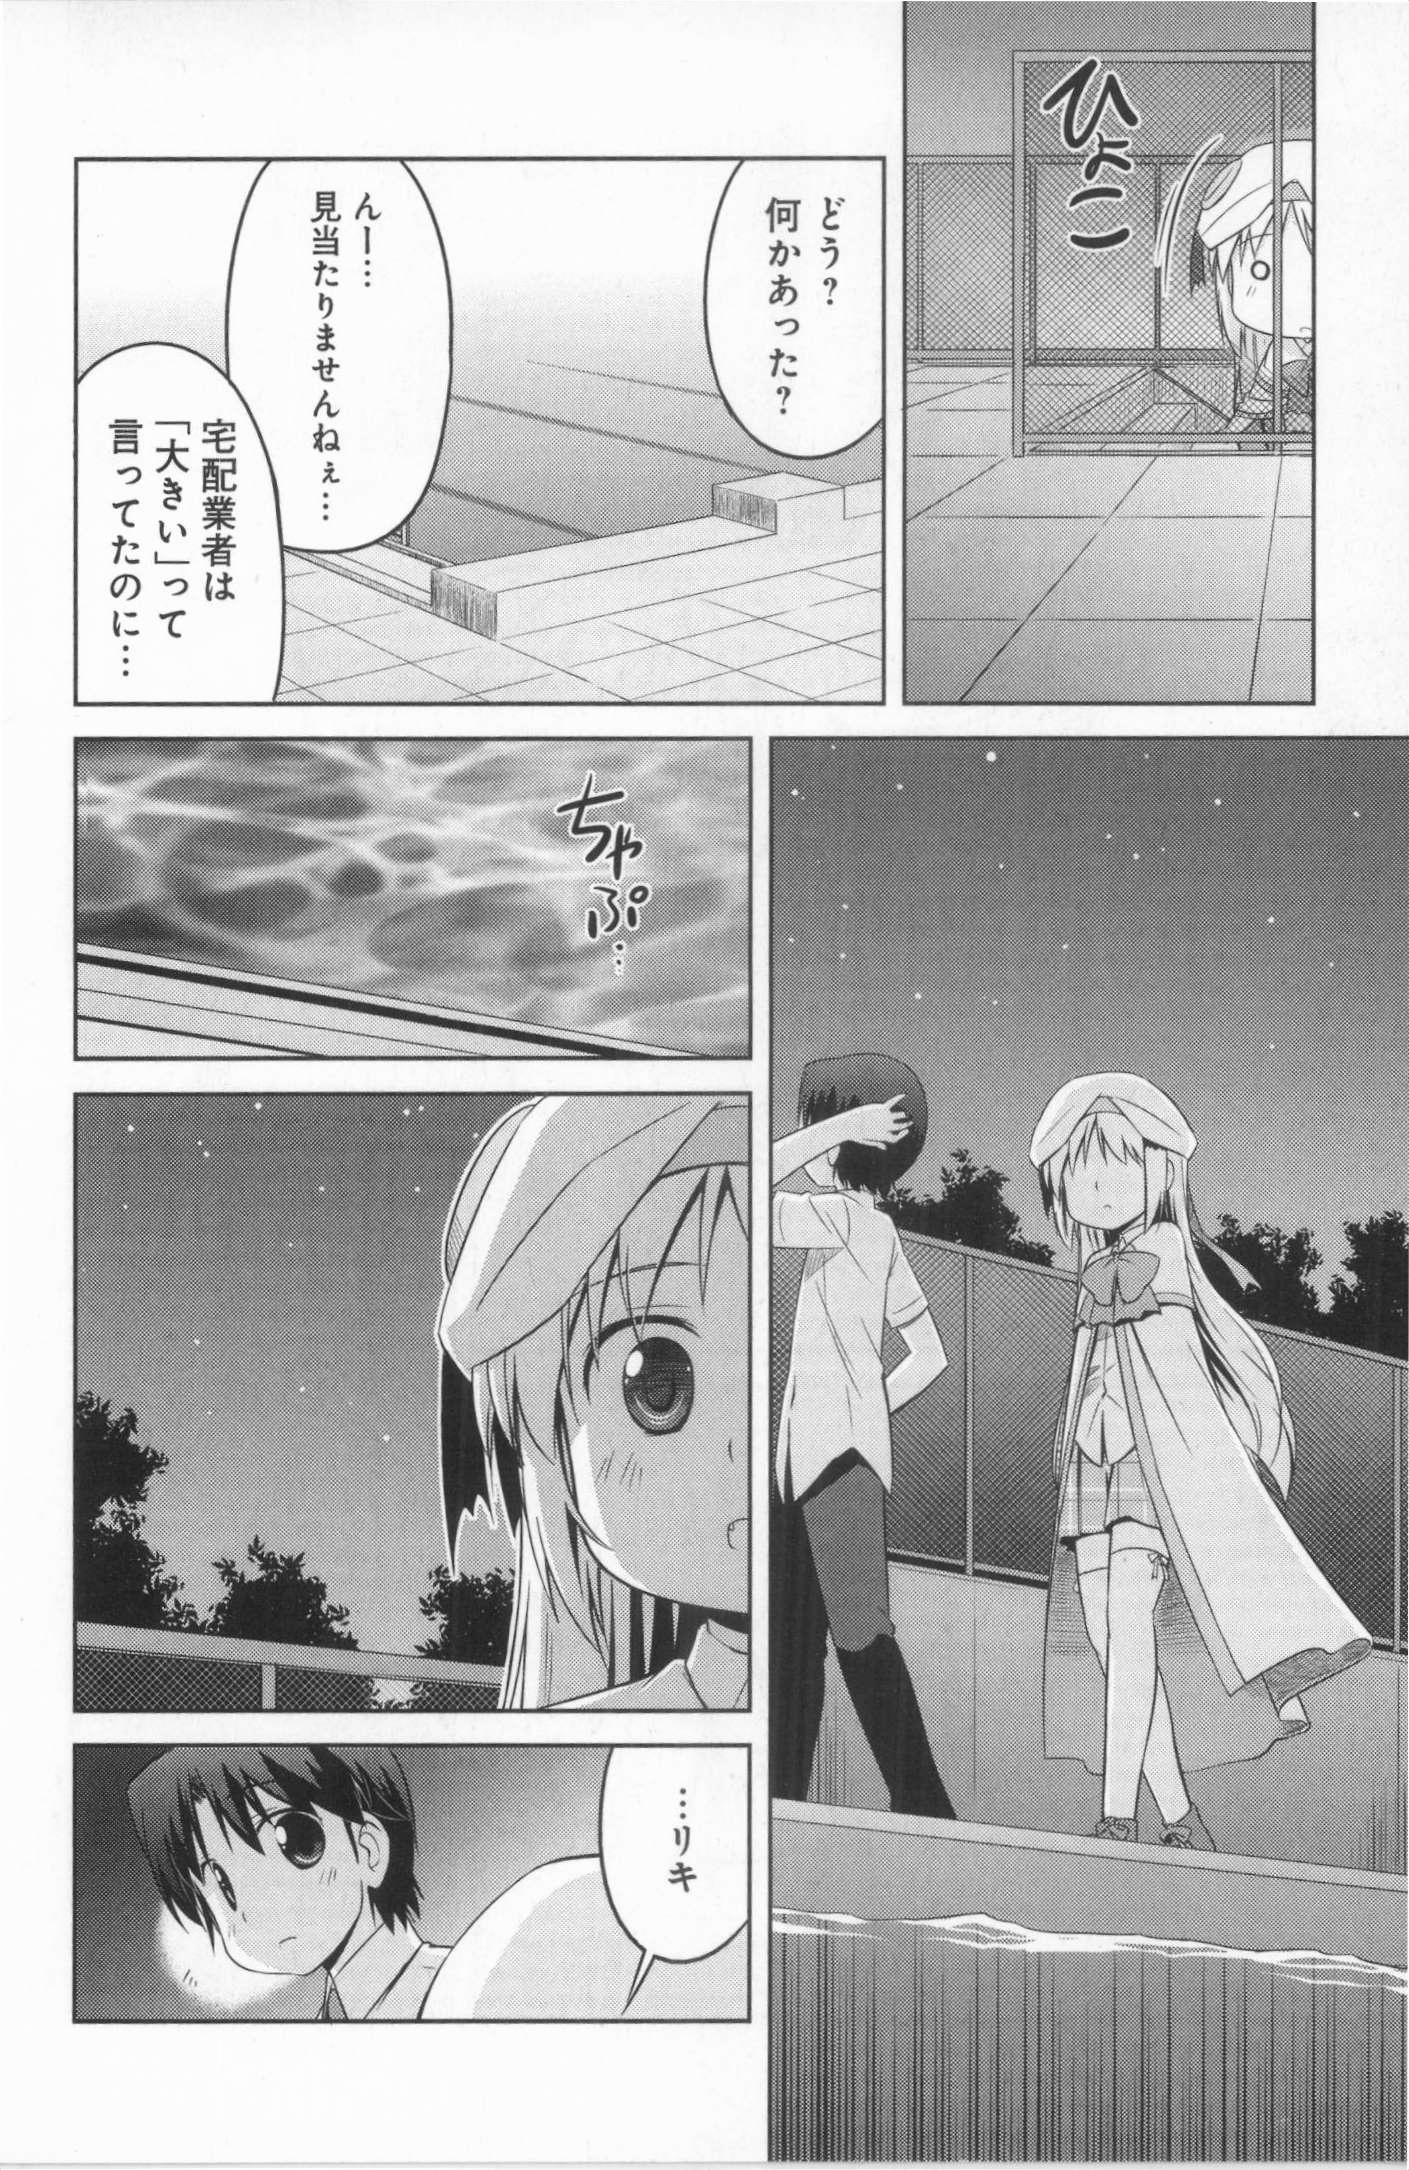 ひょこ
どう？
何かあった？
んー…
見当たりませんねぇ…
宅配業者は
「大きい」って
言ってたのに…
ちゃぷ…
…リキ